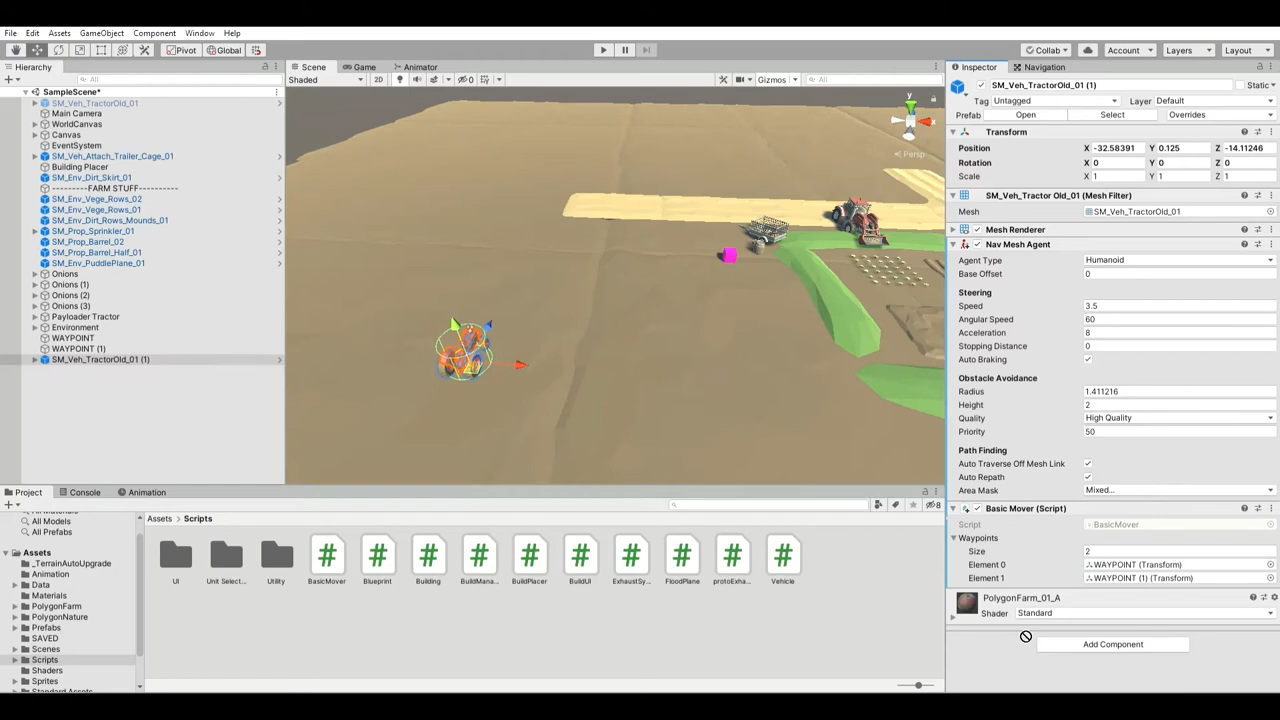 File Edit Assets GameObject Component Window Help
Pivot Global Collab Account Layers Layout
Hierarchy
All
SampleScene*
SM_Veh_TractorOld_01
Main Camera
WorldCanvas
Canvas
EventSystem
SM_Veh_Attach_Trailer_Cage_01
Building Placer
SM_Env_Dirt_Skirt_01
---------FARM STUFF----------
SM_Env_Vege_Rows_02
SM_Env_Vege_Rows_01
SM_Env_Dirt_Rows_Mounds_01
SM_Prop_Sprinkler_01
SM_Prop_Barrel_02
SM_Prop_Barrel_Half_01
SM_Env_PuddlePlane_01
Onions
Onions (1)
Onions (2)
Onions (3)
Payloader Tractor
Environment
WAYPOINT
WAYPOINT (1)
SM_Veh_TractorOld_01 (1)
Scene Game Animator
Shaded 2D 0 Gizmos All
y
x
Persp
Inspector Navigation
SM_Veh_TractorOld_01 (1) Static
Tag Untagged Layer Default
Prefab Open Select Overrides
Transform
Position X -32.58391 Y 0.125 Z -14.11246
Rotation X 0 Y 0 Z 0
Scale X 1 Y 1 Z 1
SM_Veh_Tractor Old_01 (Mesh Filter)
Mesh SM_Veh_TractorOld_01
Mesh Renderer
Nav Mesh Agent
Agent Type Humanoid
Base Offset 0
Steering
Speed 3.5
Angular Speed 60
Acceleration 8
Stopping Distance 0
Auto Braking
Obstacle Avoidance
Radius 1.411216
Height 2
Quality High Quality
Priority 50
Path Finding
Auto Traverse Off Mesh Link
Auto Repath
Area Mask Mixed...
Basic Mover (Script)
Script BasicMover
Waypoints
Size 2
Element 0 WAYPOINT (Transform)
Element 1 WAYPOINT (1) (Transform)
PolygonFarm_01_A
Shader Standard
Add Component
Project Console Animation
8
All Models
All Prefabs
Assets
_TerrainAutoUpgrade
Animation
Data
Materials
PolygonFarm
PolygonNature
Prefabs
SAVED
Scenes
Scripts
Shaders
Sprites
Assets Scripts
UI Unit Select... Utility BasicMover Blueprint Building BuildMana... BuildPlacer BuildUI ExhaustSy... FloodPlane protoExha... Vehicle